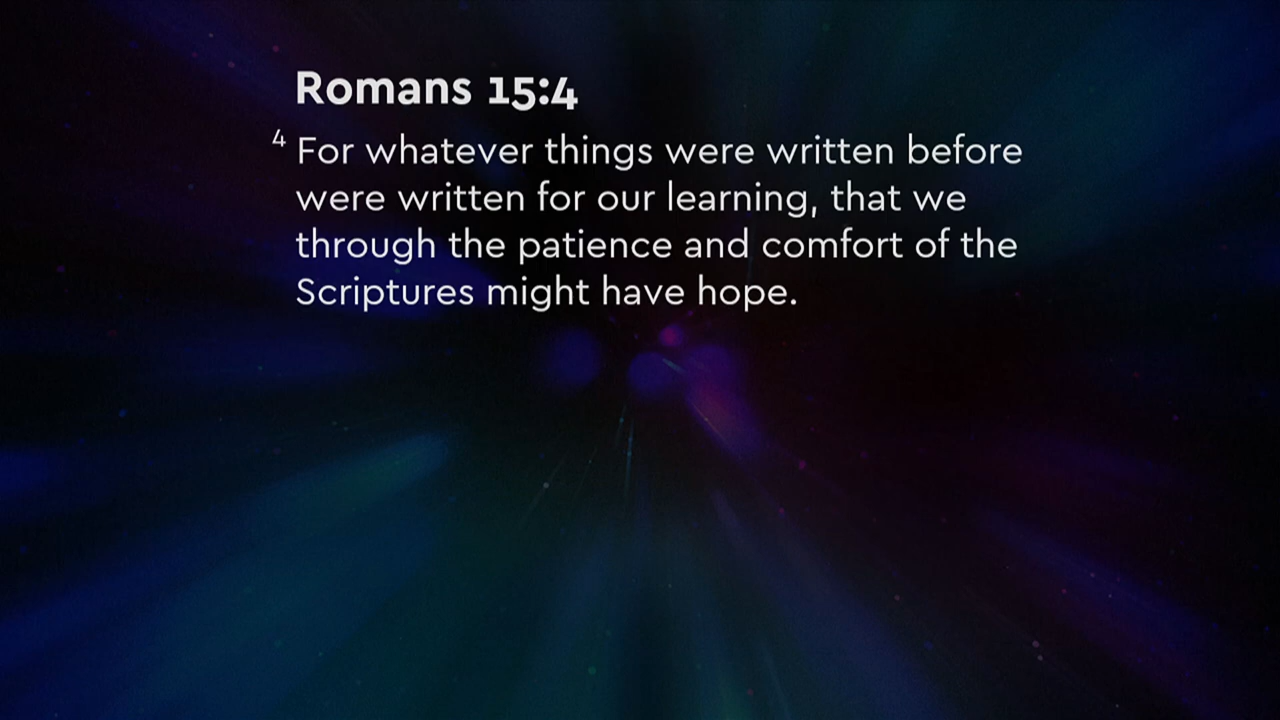 Romans 15:4
4 For whatever things were written before
were written for our learning, that we
through the patience and comfort of the
Scriptures might have hope.